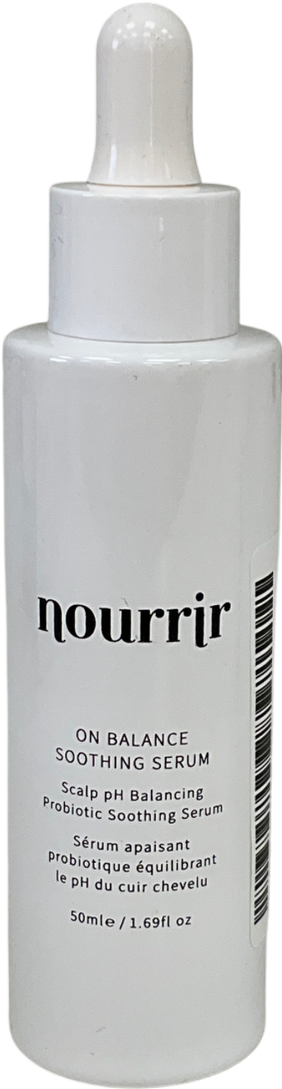 nourrir
ON BALANCE
SOOTHING SERUM
Scalp pH Balancing
Probiotic Soothing Serum
Sérum apaisant
probiotique équilibrant
le pH du cuir chevelu
50ml℮ / 1.69fl oz